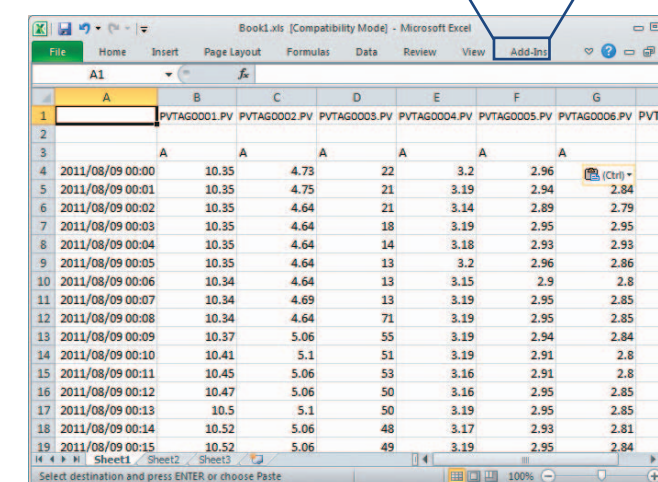 Book1.xls [Compatibility Mode] - Microsoft Excel
File Home Insert Page Layout Formulas Data Review View Add-Ins
A1 fx
A B C D E F G
1 PVTAG0001.PV PVTAG0002.PV PVTAG0003.PV PVTAG0004.PV PVTAG0005.PV PVTAG0006.PV PVT
2
3 A A A A A A
4 2011/08/09 00:00 10.35 4.73 22 3.2 2.96 (Ctrl)
5 2011/08/09 00:01 10.35 4.75 21 3.19 2.94 2.84
6 2011/08/09 00:02 10.35 4.64 21 3.14 2.89 2.79
7 2011/08/09 00:03 10.35 4.64 18 3.19 2.95 2.95
8 2011/08/09 00:04 10.35 4.64 14 3.18 2.93 2.93
9 2011/08/09 00:05 10.35 4.64 13 3.2 2.96 2.86
10 2011/08/09 00:06 10.34 4.64 13 3.15 2.9 2.8
11 2011/08/09 00:07 10.34 4.69 13 3.19 2.95 2.85
12 2011/08/09 00:08 10.34 4.64 71 3.19 2.95 2.85
13 2011/08/09 00:09 10.37 5.06 55 3.19 2.94 2.84
14 2011/08/09 00:10 10.41 5.1 51 3.19 2.91 2.8
15 2011/08/09 00:11 10.45 5.06 53 3.16 2.91 2.8
16 2011/08/09 00:12 10.47 5.06 50 3.16 2.95 2.85
17 2011/08/09 00:13 10.5 5.1 50 3.19 2.95 2.85
18 2011/08/09 00:14 10.52 5.06 48 3.17 2.93 2.81
19 2011/08/09 00:15 10.52 5.06 49 3.19 2.95 2.84
Sheet1 Sheet2 Sheet3
Select destination and press ENTER or choose Paste 100%